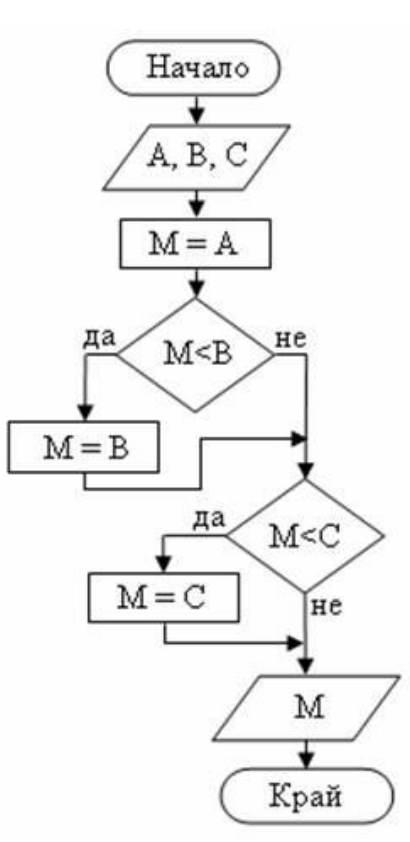 Начало
A, B, C
M = A
да
не
M<B
M = B
да
M<C
M = C
не
M
Край